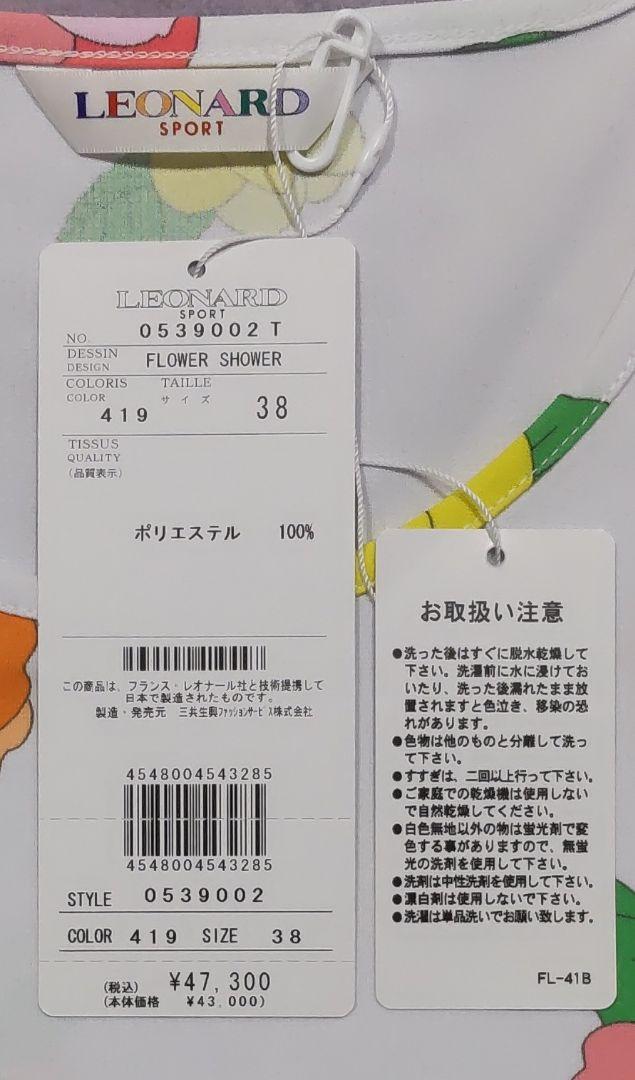 LEONARD
SPORT
LEONARD
SPORT
NO. 0539002 T
DESSIN
DESIGN FLOWER SHOWER
COLORIS TAILLE
COLOR サイズ
419 38
TISSUS
QUALITY
(品質表示)
ポリエステル 100%
この商品は、フランス・レオナール社と技術提携して
日本で製造されたものです。
製造・発売元 三共生興ファッションサービス株式会社
4548004543285
4548004543285
STYLE 0539002
COLOR 419 SIZE 38
(税込) ¥47,300
(本体価格 ¥43,000)
お取扱い注意
●洗った後はすぐに脱水乾燥して
下さい。洗濯前に水に浸けてお
いたり、洗った後濡れたまま放
置されますと色泣き、移染の恐
れがあります。
●色物は他のものと分離して洗っ
て下さい。
●すすぎは、二回以上行って下さい。
●ご家庭での乾燥機は使用しない
で自然乾燥してください。
●白色無地以外の物は蛍光剤で変
色する事がありますので、無蛍
光の洗剤を使用して下さい。
●洗剤は中性洗剤を使用して下さい。
●漂白剤は使用しないで下さい。
●洗濯は単品洗いでお願い致します。
FL-41B